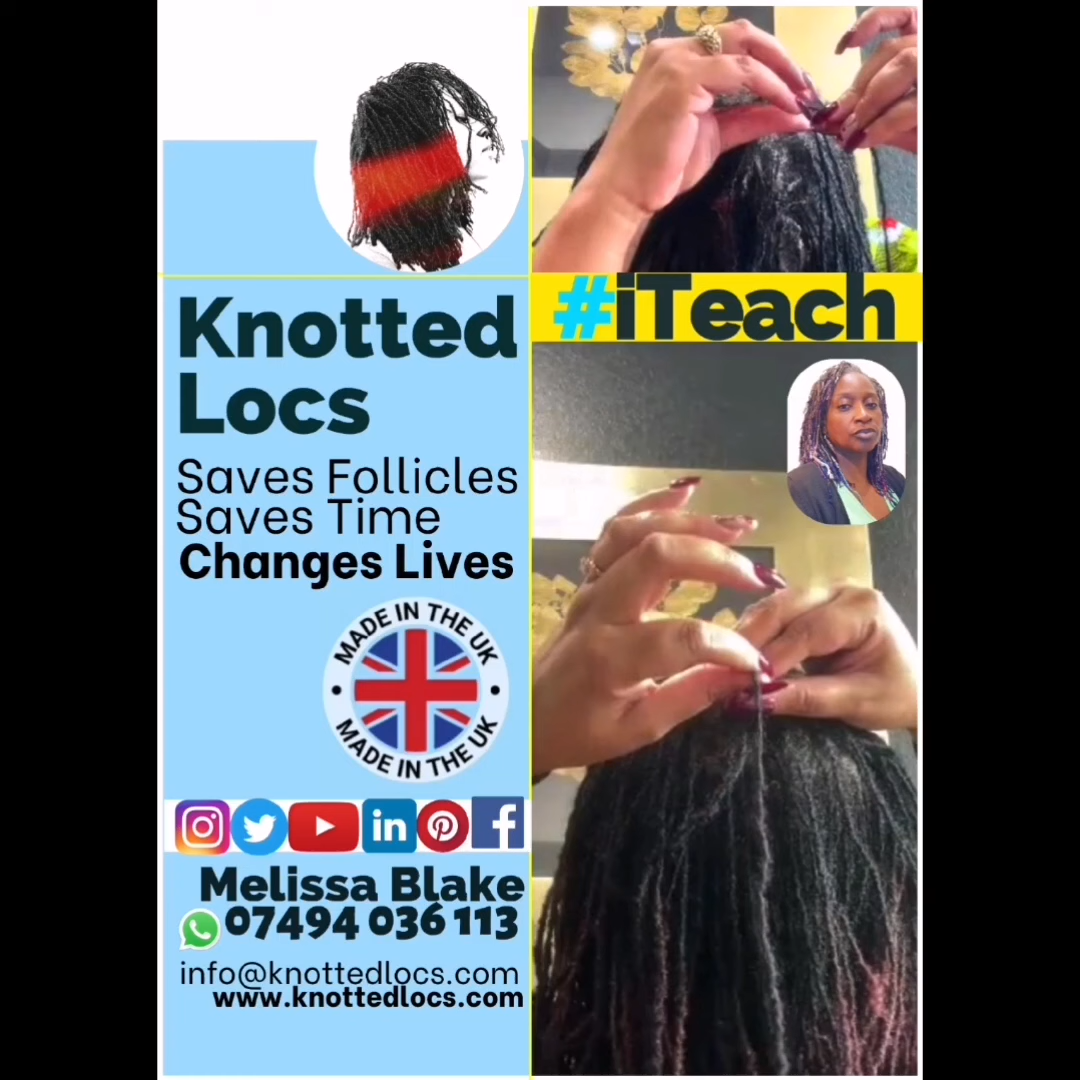 Knotted
Locs
Saves Follicles
Saves Time
Changes Lives
MADE IN THE UK
MADE IN THE UK
in
f
Melissa Blake
07494 036 113
info@knottedlocs.com
www.knottedlocs.com
#iTeach